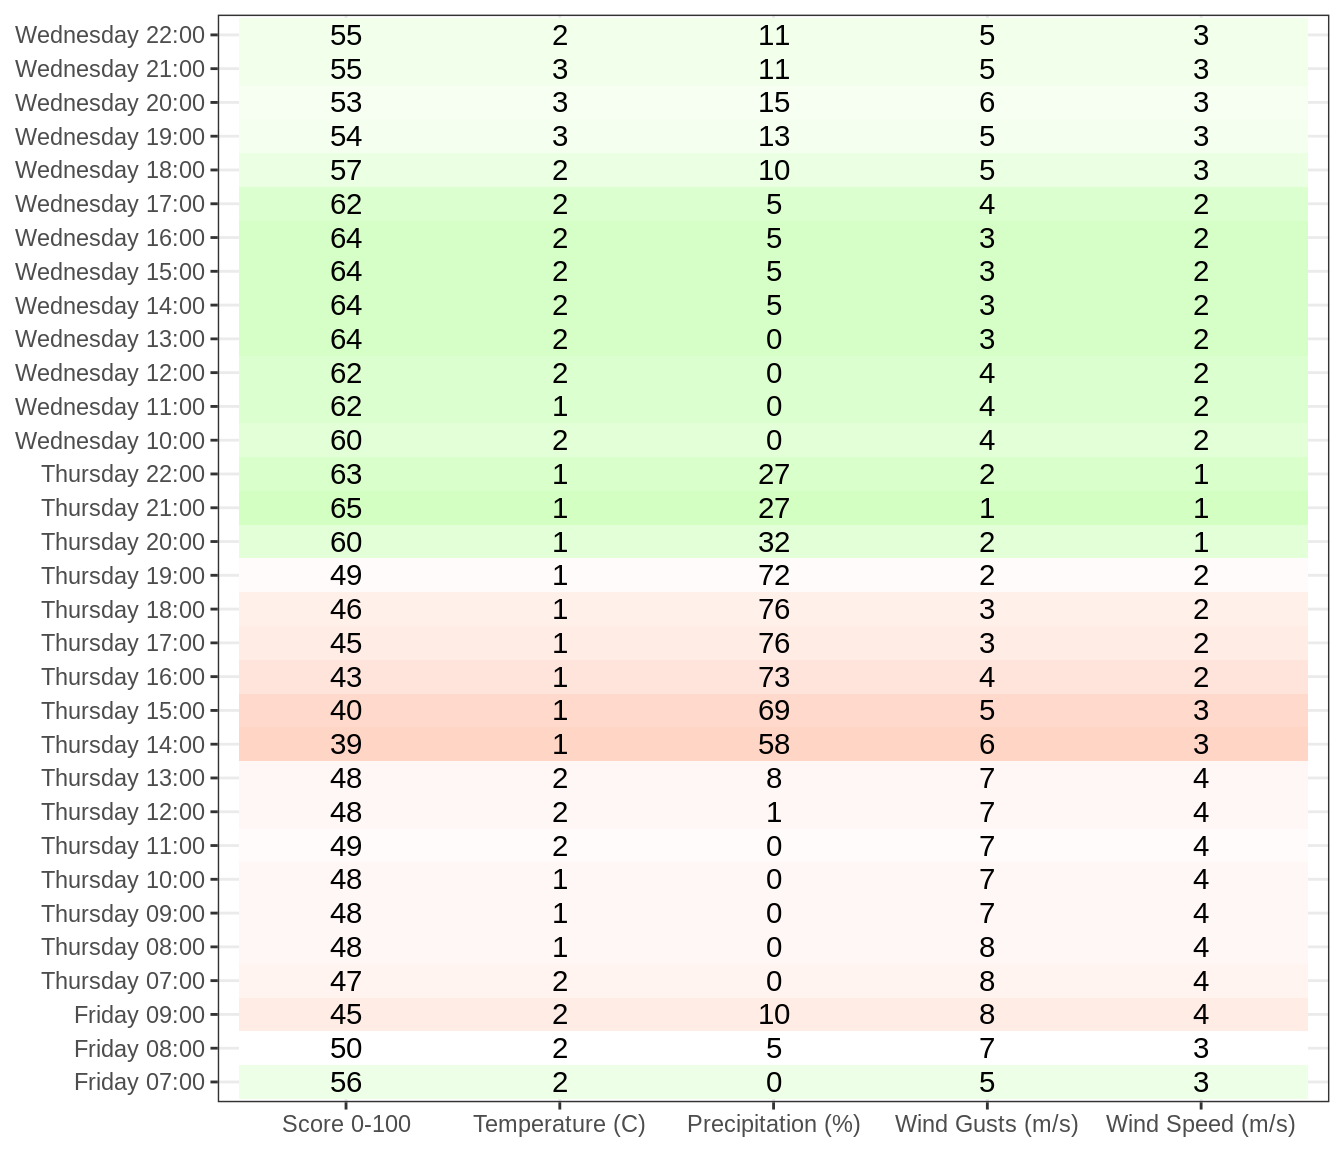 Wednesday 22:00 55 2 11 5 3
Wednesday 21:00 55 3 11 5 3
Wednesday 20:00 53 3 15 6 3
Wednesday 19:00 54 3 13 5 3
Wednesday 18:00 57 2 10 5 3
Wednesday 17:00 62 2 5 4 2
Wednesday 16:00 64 2 5 3 2
Wednesday 15:00 64 2 5 3 2
Wednesday 14:00 64 2 5 3 2
Wednesday 13:00 64 2 0 3 2
Wednesday 12:00 62 2 0 4 2
Wednesday 11:00 62 1 0 4 2
Wednesday 10:00 60 2 0 4 2
Thursday 22:00 63 1 27 2 1
Thursday 21:00 65 1 27 1 1
Thursday 20:00 60 1 32 2 1
Thursday 19:00 49 1 72 2 2
Thursday 18:00 46 1 76 3 2
Thursday 17:00 45 1 76 3 2
Thursday 16:00 43 1 73 4 2
Thursday 15:00 40 1 69 5 3
Thursday 14:00 39 1 58 6 3
Thursday 13:00 48 2 8 7 4
Thursday 12:00 48 2 1 7 4
Thursday 11:00 49 2 0 7 4
Thursday 10:00 48 1 0 7 4
Thursday 09:00 48 1 0 7 4
Thursday 08:00 48 1 0 8 4
Thursday 07:00 47 2 0 8 4
Friday 09:00 45 2 10 8 4
Friday 08:00 50 2 5 7 3
Friday 07:00 56 2 0 5 3
Score 0-100 Temperature (C) Precipitation (%) Wind Gusts (m/s) Wind Speed (m/s)